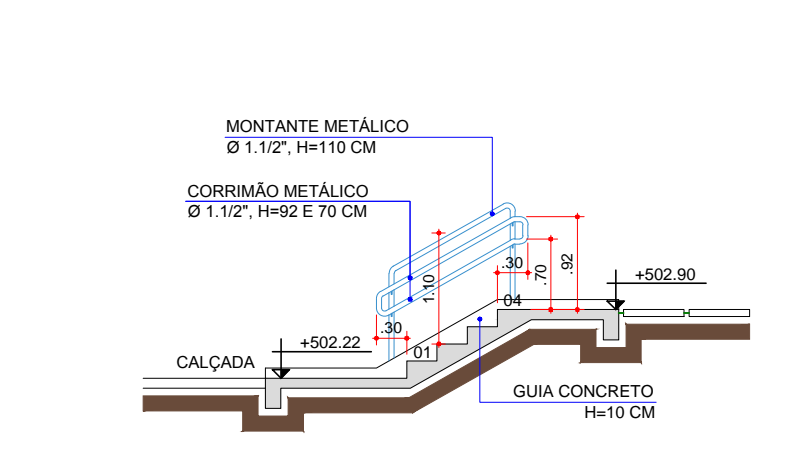 MONTANTE METÁLICO
Ø 1.1/2", H=110 CM
CORRIMÃO METÁLICO
Ø 1.1/2", H=92 E 70 CM
1.10
.30
.70
.92
+502.90
04
.30
+502.22
01
CALÇADA
GUIA CONCRETO
H=10 CM